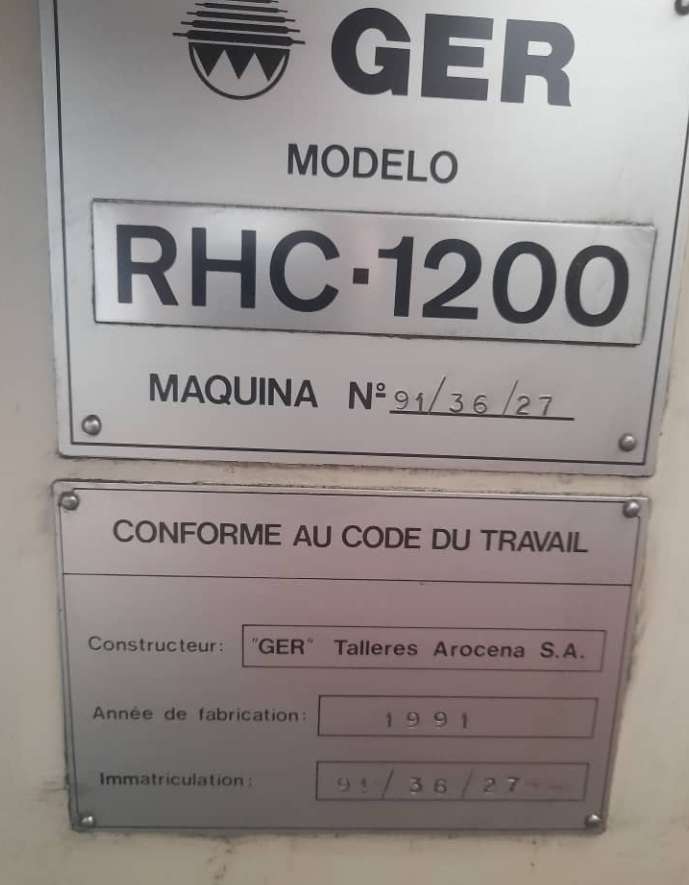 GER
MODELO
RHC·1200
MAQUINA Nº 91/36/27
CONFORME AU CODE DU TRAVAIL
Constructeur: "GER" Talleres Arocena S.A.
Année de fabrication: 1991
Immatriculation: 91/36/27